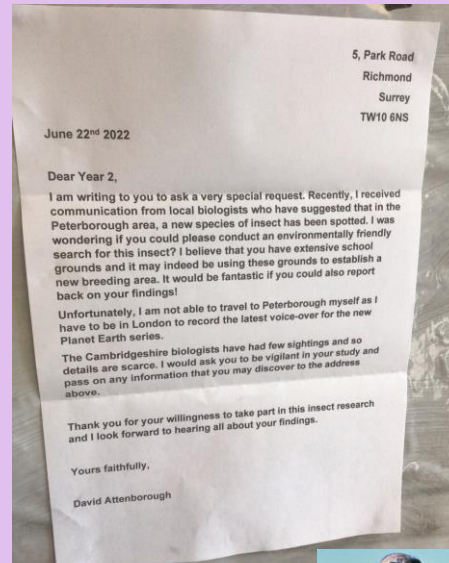 5, Park Road
Richmond
Surrey
TW10 6NS
June 22nd 2022
Dear Year 2,
I am writing to you to ask a very special request. Recently, I received
communication from local biologists who have suggested that in the
Peterborough area, a new species of insect has been spotted. I was
wondering if you could please conduct an environmentally friendly
search for this insect? I believe that you have extensive school
grounds and it may indeed be using these grounds to establish a
new breeding area. It would be fantastic if you could also report
back on your findings!
Unfortunately, I am not able to travel to Peterborough myself as I
have to be in London to record the latest voice-over for the new
Planet Earth series.
The Cambridgeshire biologists have had few sightings and so
details are scarce. I would ask you to be vigilant in your study and
pass on any information that you may discover to the address
above.
Thank you for your willingness to take part in this insect research
and I look forward to hearing all about your findings.
Yours faithfully,
David Attenborough